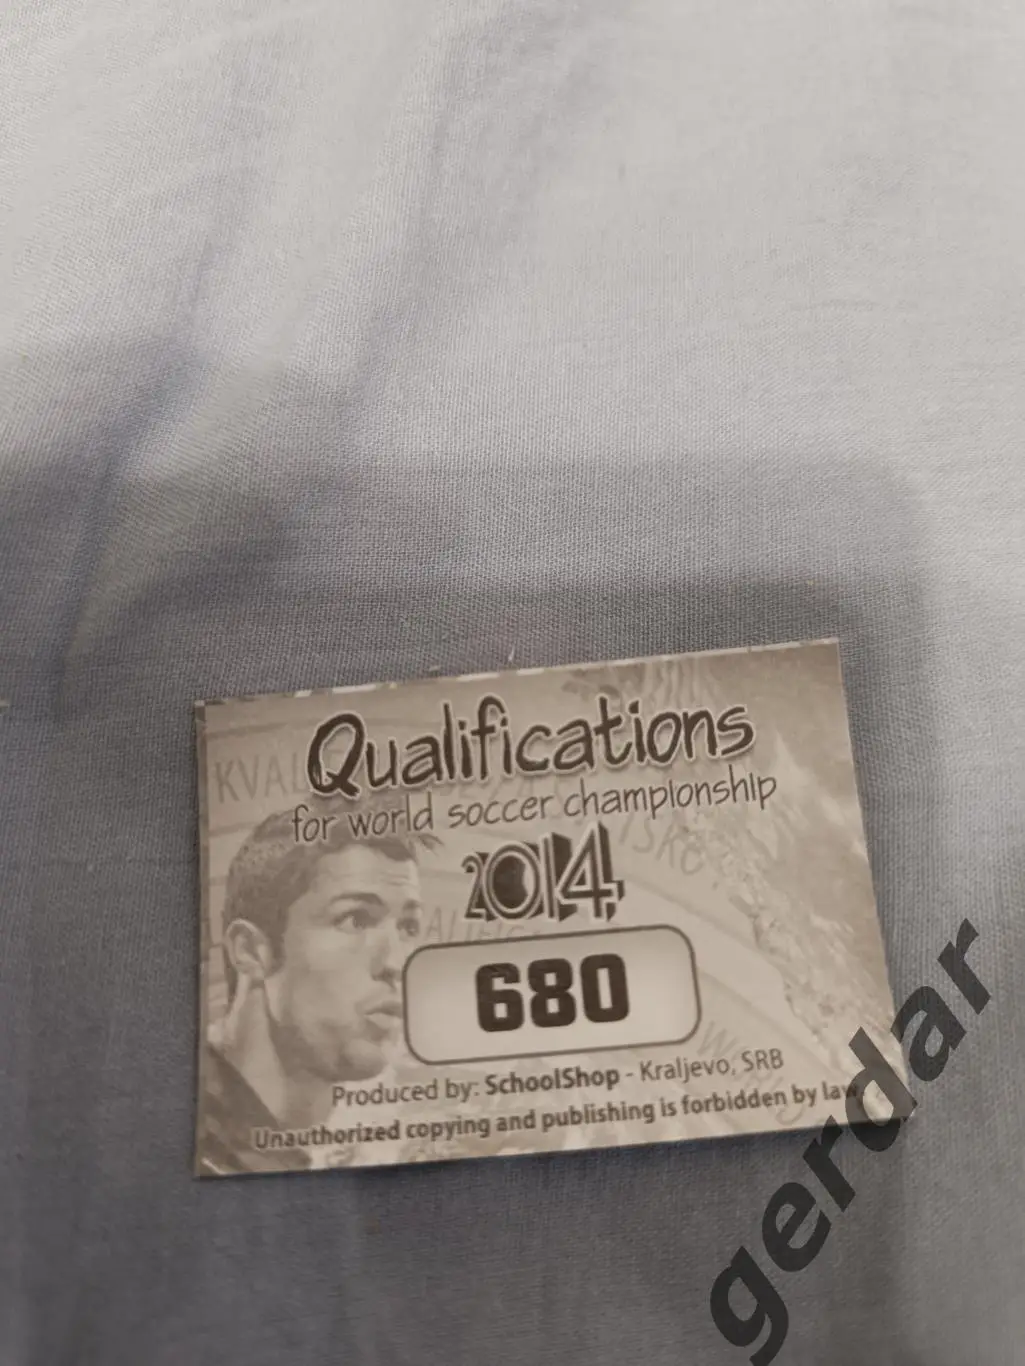 Qualifications
for world soccer championship
2014
680
Produced by: SchoolShop - Kraljevo, SRB
Unauthorized copying and publishing is forbidden by law
gerdar